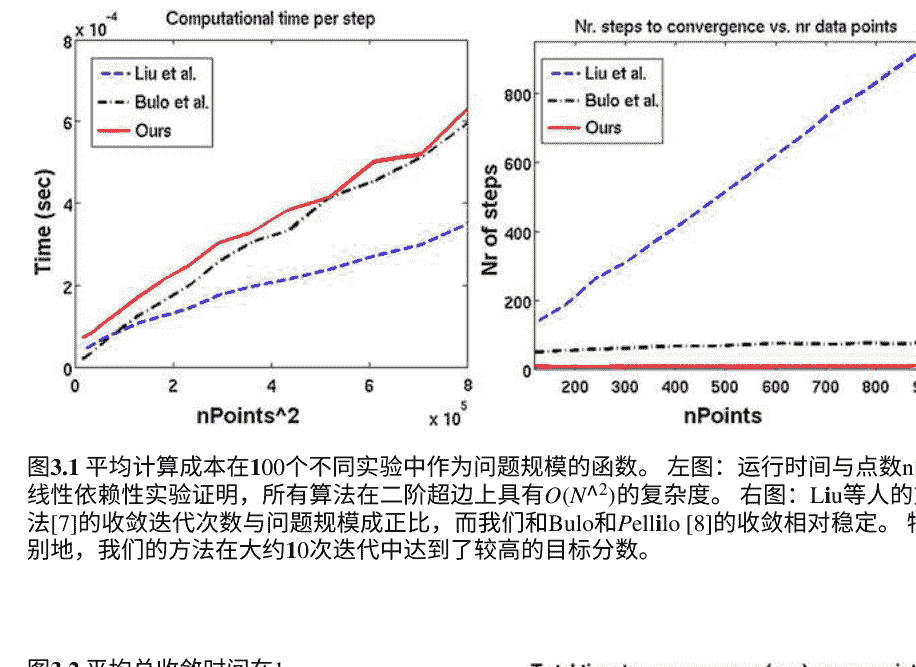 Computational time per step
x 10⁻⁴
8
6
4
2
0
Time (sec)
Liu et al.
Bulo et al.
Ours
0 2 4 6 8
nPoints^2
x 10⁵
Nr. steps to convergence vs. nr data points
800
600
400
200
0
Nr of steps
Liu et al.
Bulo et al.
Ours
200 300 400 500 600 700 800
nPoints
图3.1 平均计算成本在100个不同实验中作为问题规模的函数。 左图：运行时间与点数
线性依赖性实验证明，所有算法在二阶超边上具有O(N^2)的复杂度。 右图：Liu等人的
法[7]的收敛迭代次数与问题规模成正比，而我们和Bulo和Pellilo [8]的收敛相对稳定。
别地，我们的方法在大约10次迭代中达到了较高的目标分数。